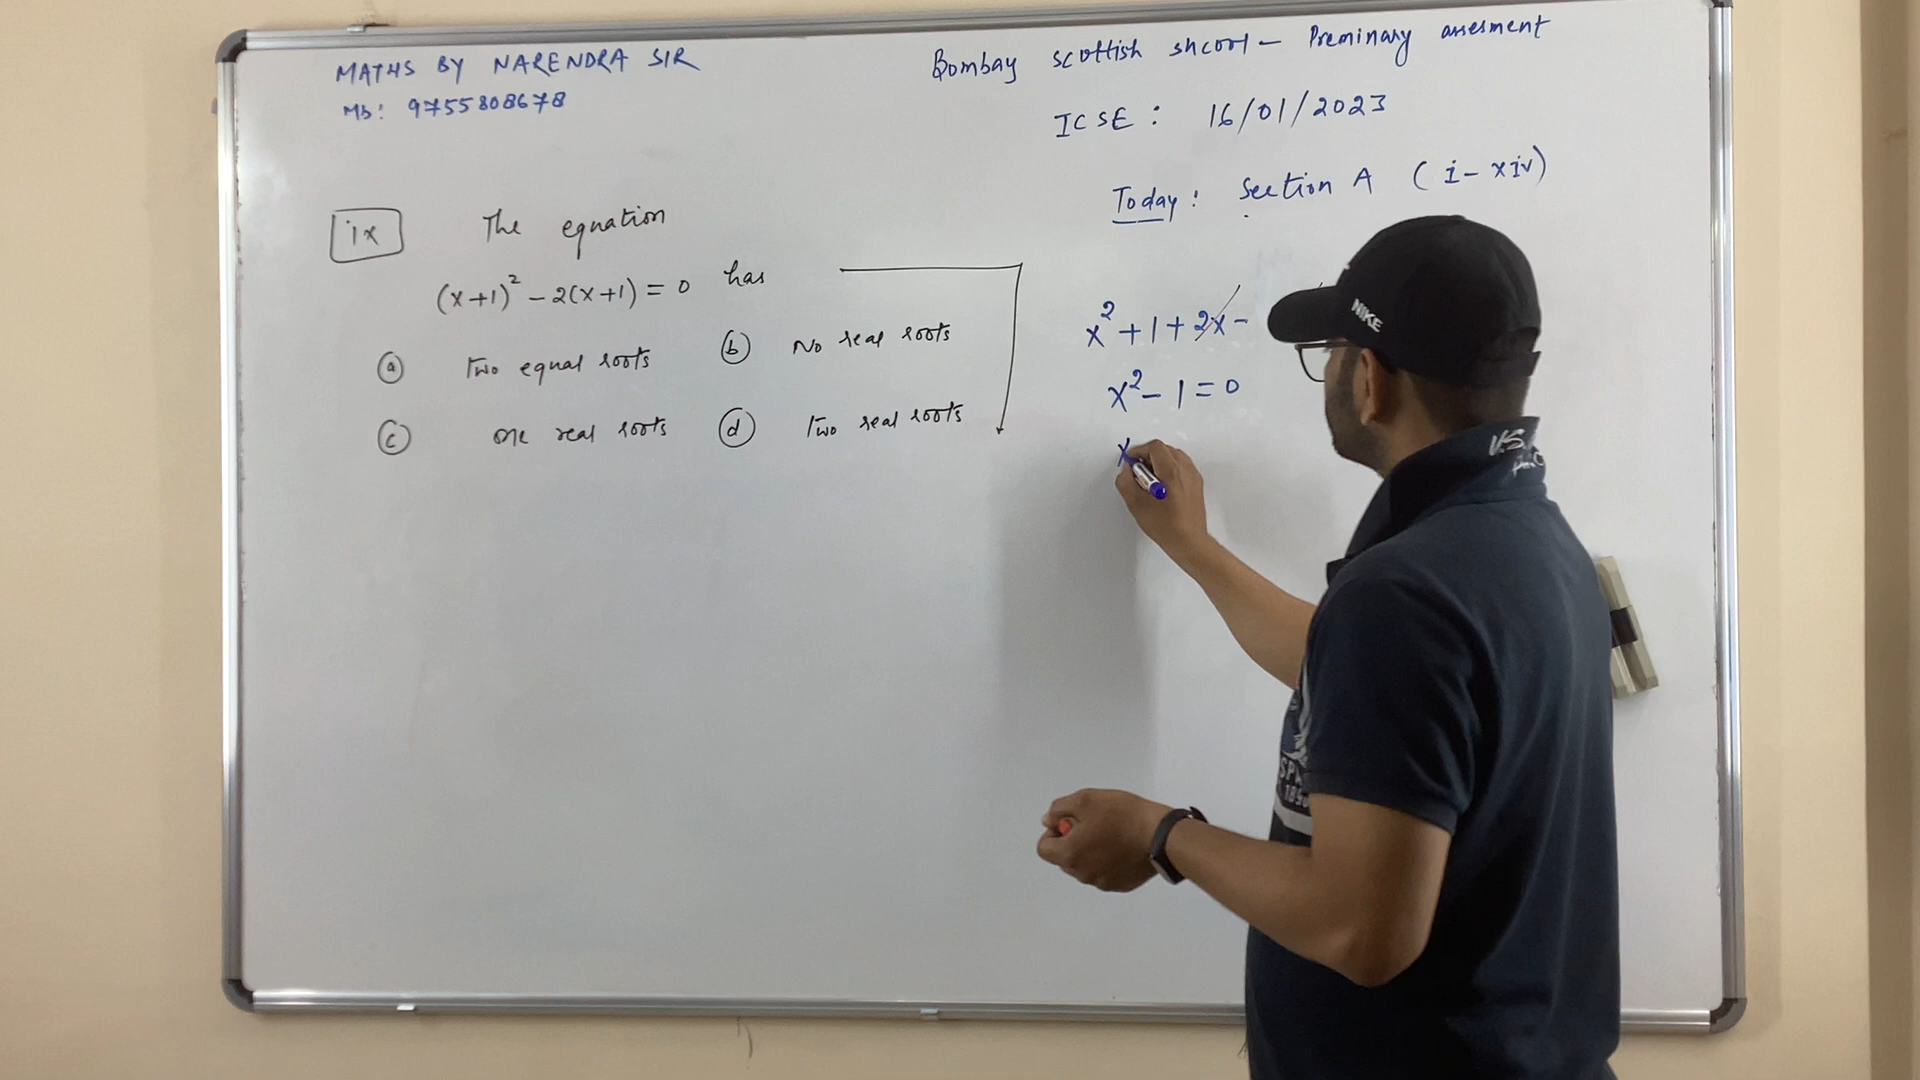 MATHS BY NARENDRA SIR
Mb: 9755808678
Bombay scottish shcool - Preminary assesment
ICSE : 16/01/2023
Today: Section A (i - xiv)
ix The equation
(x+1)² - 2(x+1) = 0 has
(a) Two equal roots (b) No real roots
(c) one real roots (d) Two real roots
x² + 1 + 2x -
x² - 1 = 0
x
NIKE
V.S.